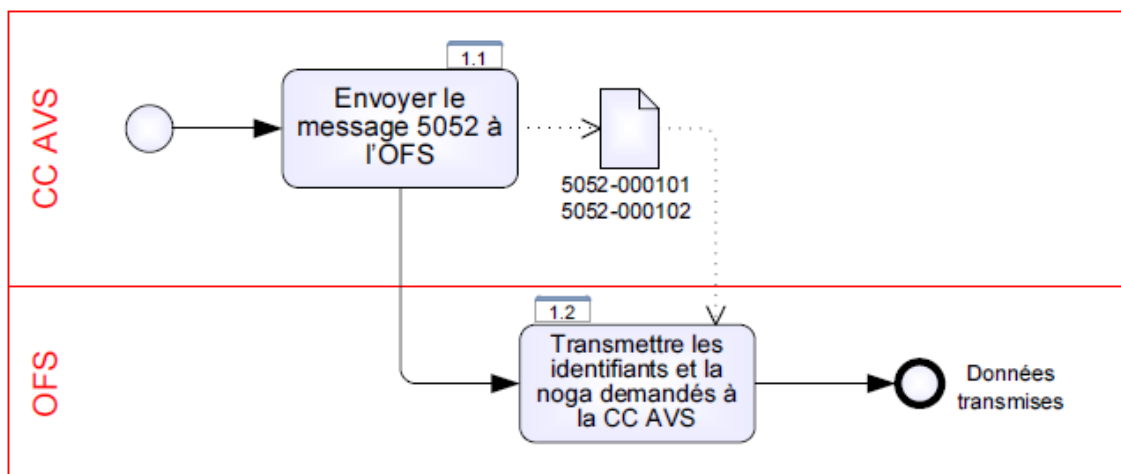 CC AVS
1.1
Envoyer le
message 5052 à
l'OFS
5052-000101
5052-000102
OFS
1.2
Transmettre les
identifiants et la
noga demandés à
la CC AVS
Données
transmises